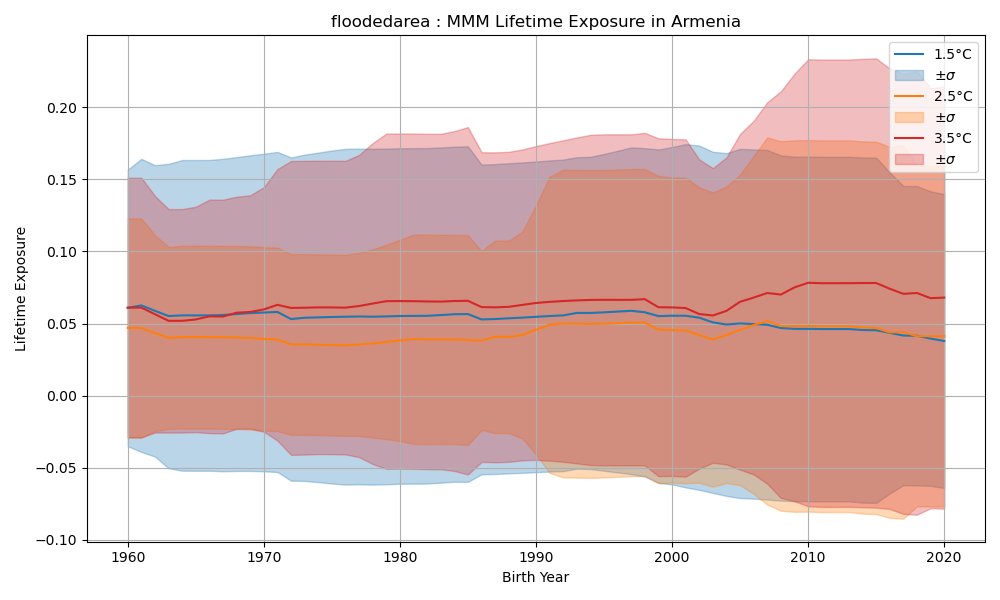 floodedarea : MMM Lifetime Exposure in Armenia
Lifetime Exposure
0.20
0.15
0.10
0.05
0.00
−0.05
−0.10
1960
1970
1980
1990
2000
2010
2020
Birth Year
1.5°C
±σ
2.5°C
±σ
3.5°C
±σ